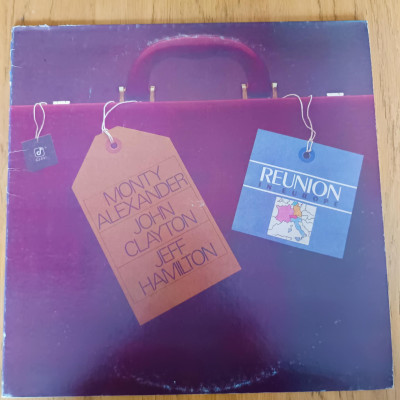 MONTY
ALEXANDER
JOHN
CLAYTON
JEFF
HAMILTON
REUNION
IN EUROPE